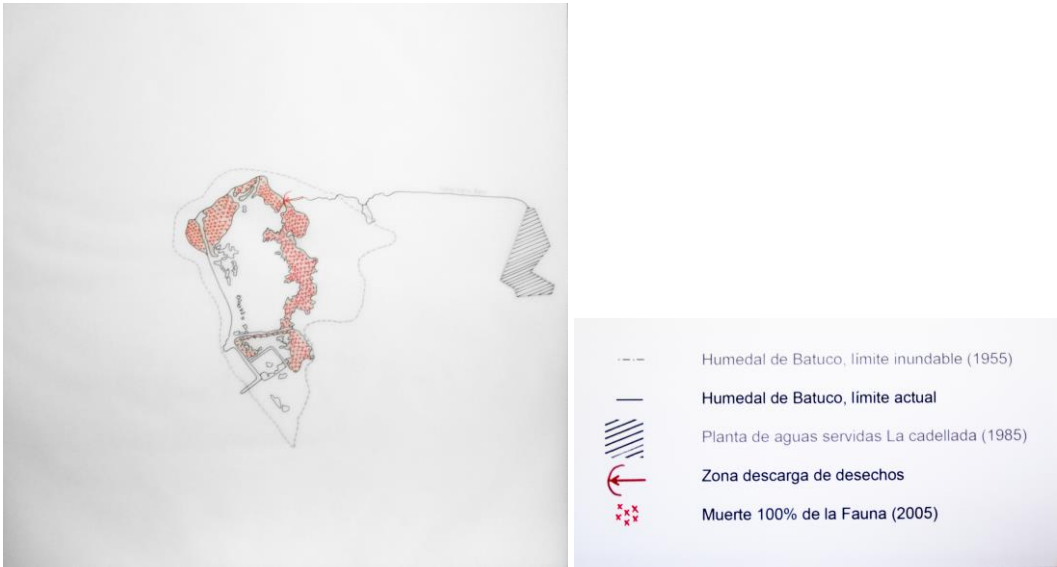 Humedal de Batuco, límite inundable (1955)
Humedal de Batuco, límite actual
Planta de aguas servidas La cadellada (1985)
Zona descarga de desechos
Muerte 100% de la Fauna (2005)